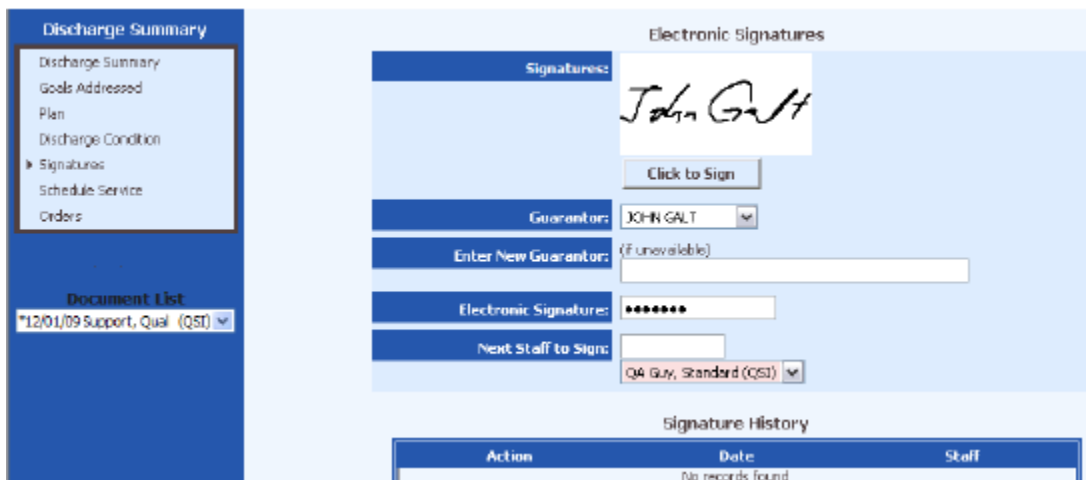 Discharge Summary
Discharge Summary
Goals Addressed
Plan
Discharge Condition
Signatures
Schedule Service
Orders
Document List
*12/01/09 Support, Qual (QSI)
Electronic Signatures
Signatures:
John Galt
Click to Sign
Guarantor:
JOHN GALT
Enter New Guarantor:
(if unavailable)
Electronic Signature:
•••••••
Next Staff to Sign:
QA Guy, Standard (QSI)
Signature History
Action Date Staff
No records found